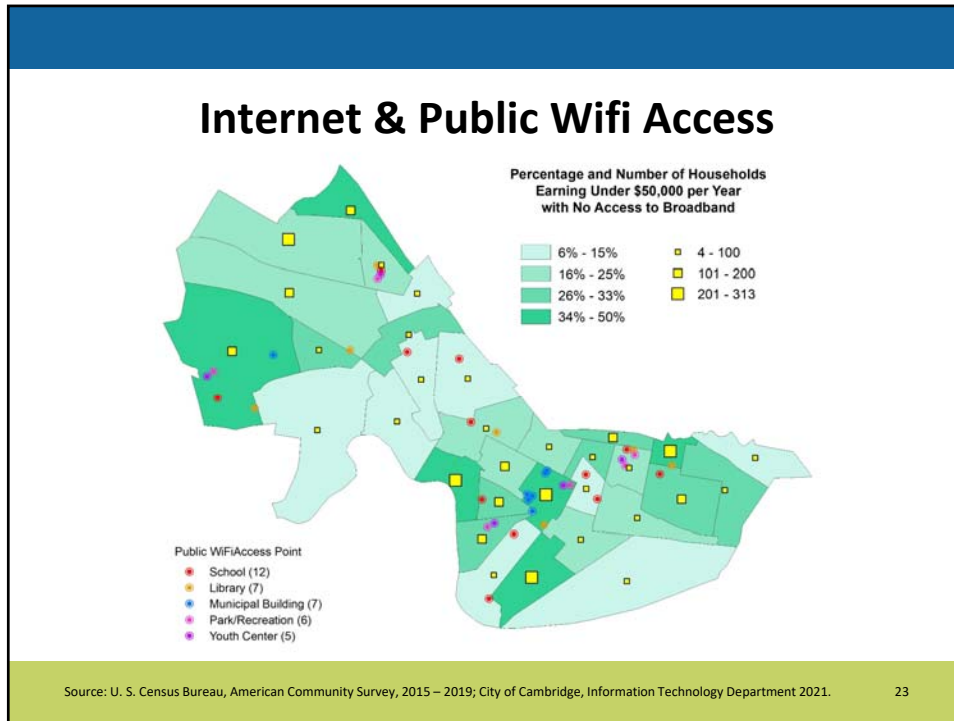 Internet & Public Wifi Access
Percentage and Number of Households
Earning Under $50,000 per Year
with No Access to Broadband
6% - 15%
16% - 25%
26% - 33%
34% - 50%
4 - 100
101 - 200
201 - 313
Public WiFiAccess Point
School (12)
Library (7)
Municipal Building (7)
Park/Recreation (6)
Youth Center (5)
Source: U. S. Census Bureau, American Community Survey, 2015 – 2019; City of Cambridge, Information Technology Department 2021.
23